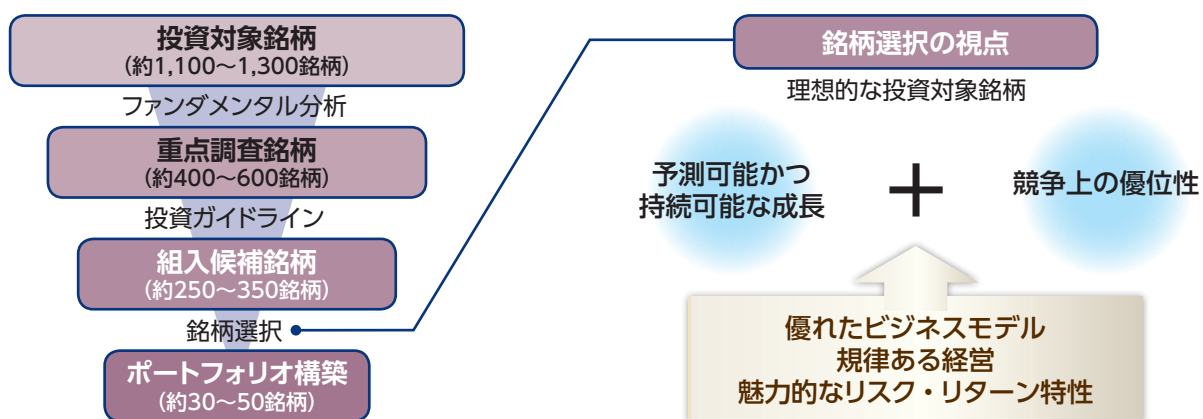 投資対象銘柄
(約1,100～1,300銘柄)
ファンダメンタル分析
重点調査銘柄
(約400～600銘柄)
投資ガイドライン
組入候補銘柄
(約250～350銘柄)
銘柄選択
ポートフォリオ構築
(約30～50銘柄)
銘柄選択の視点
理想的な投資対象銘柄
予測可能かつ
持続可能な成長
＋
競争上の優位性
優れたビジネスモデル
規律ある経営
魅力的なリスク・リターン特性